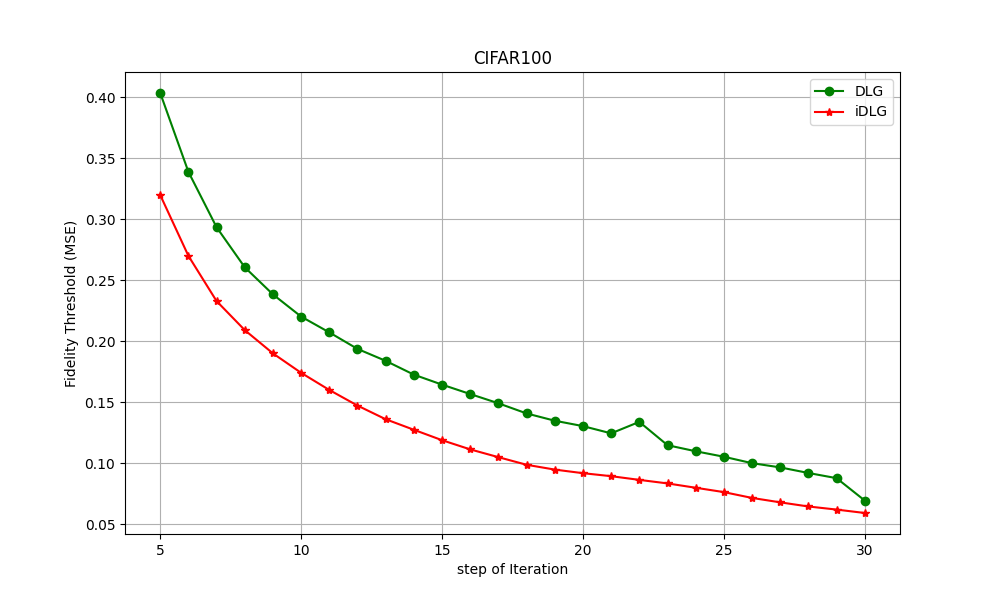 CIFAR100
DLG
iDLG
Fidelity Threshold (MSE)
0.40
0.35
0.30
0.25
0.20
0.15
0.10
0.05
5 10 15 20 25 30
step of Iteration